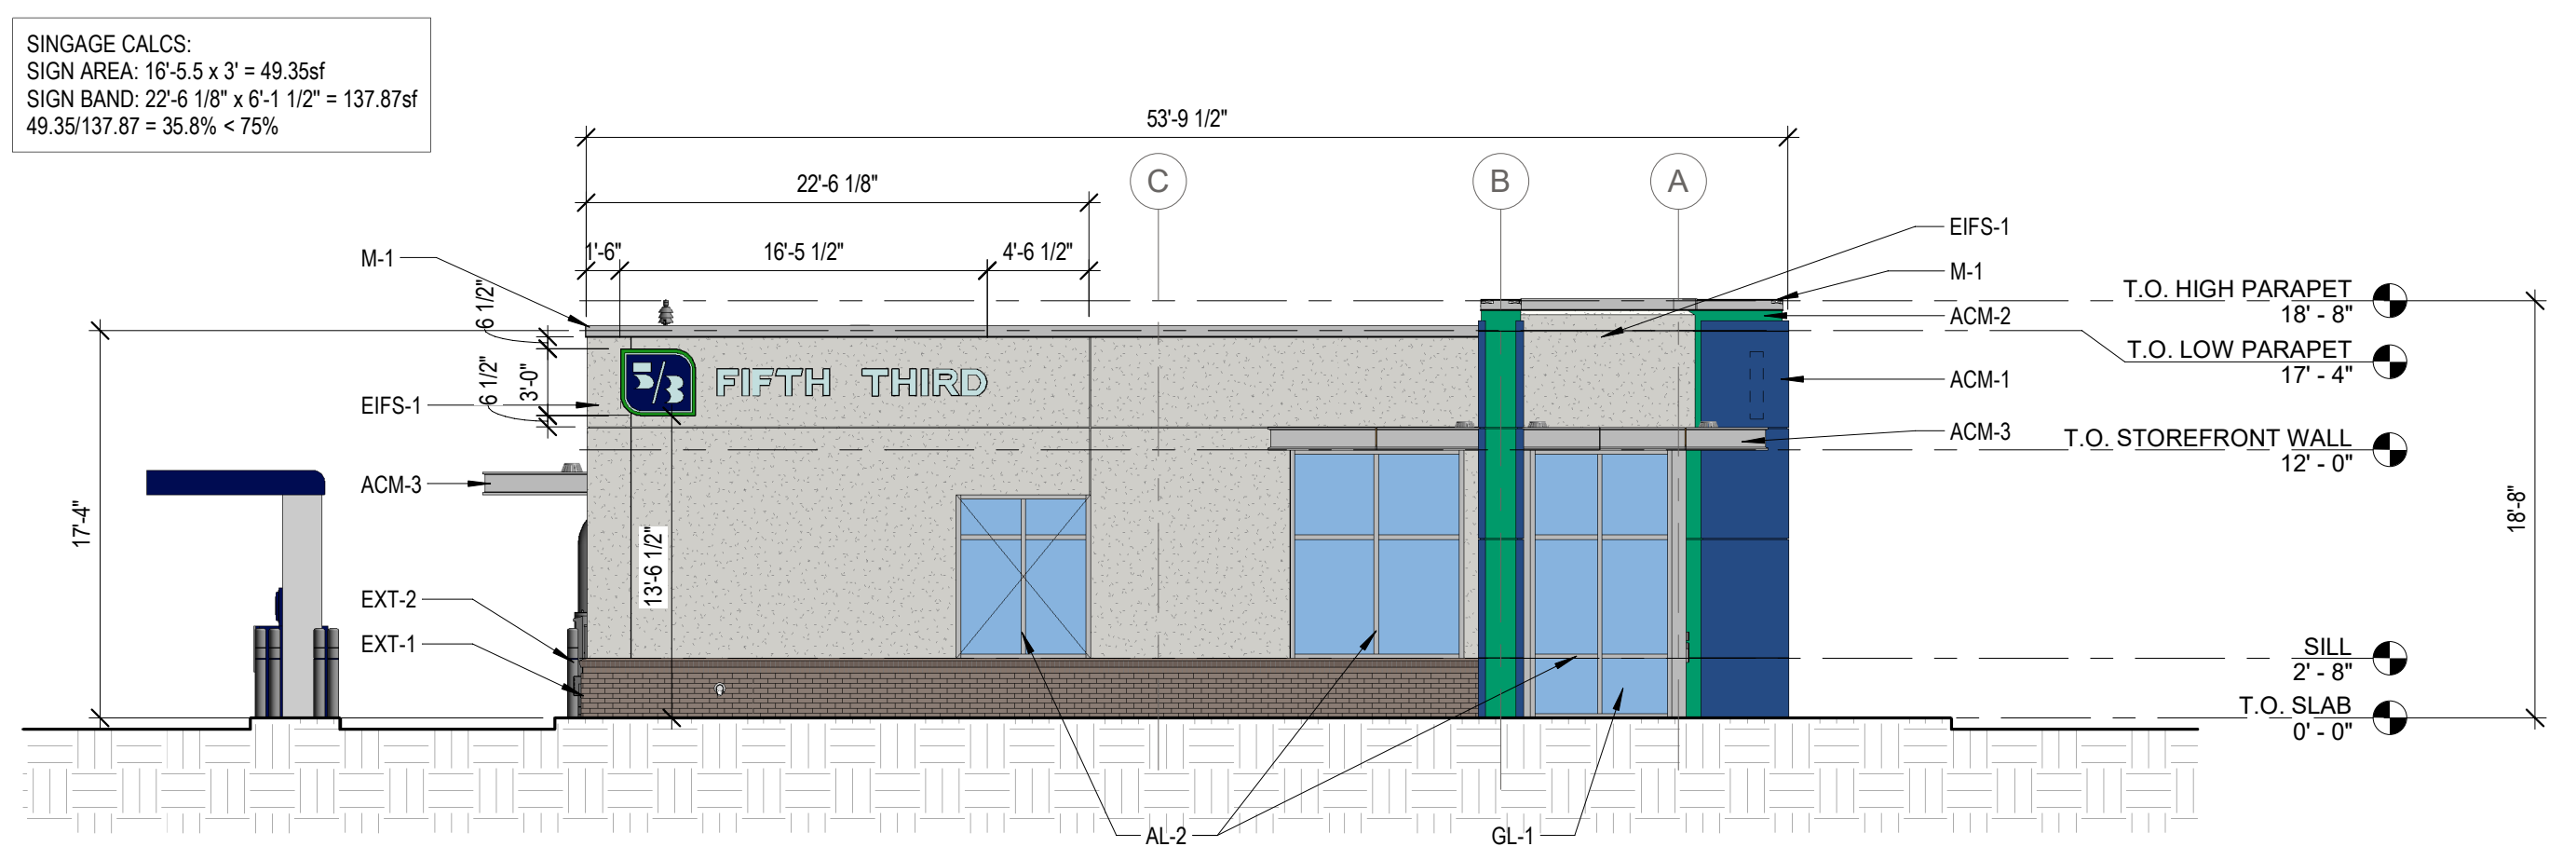 SINGAGE CALCS:
SIGN AREA: 16'-5.5 x 3' = 49.35sf
SIGN BAND: 22'-6 1/8" x 6'-1 1/2" = 137.87sf
49.35/137.87 = 35.8% < 75%
53'-9 1/2"
22'-6 1/8"
C
B
A
1'-6"
16'-5 1/2"
4'-6 1/2"
M-1
EIFS-1
M-1
ACM-2
ACM-1
ACM-3
T.O. HIGH PARAPET
18' - 8"
T.O. LOW PARAPET
17' - 4"
T.O. STOREFRONT WALL
12' - 0"
SILL
2' - 8"
T.O. SLAB
0' - 0"
18'-8"
6 1/2"
3'-0"
6 1/2"
5/3 FIFTH THIRD
EIFS-1
ACM-3
17'-4"
13'-6 1/2"
EXT-2
EXT-1
AL-2
GL-1